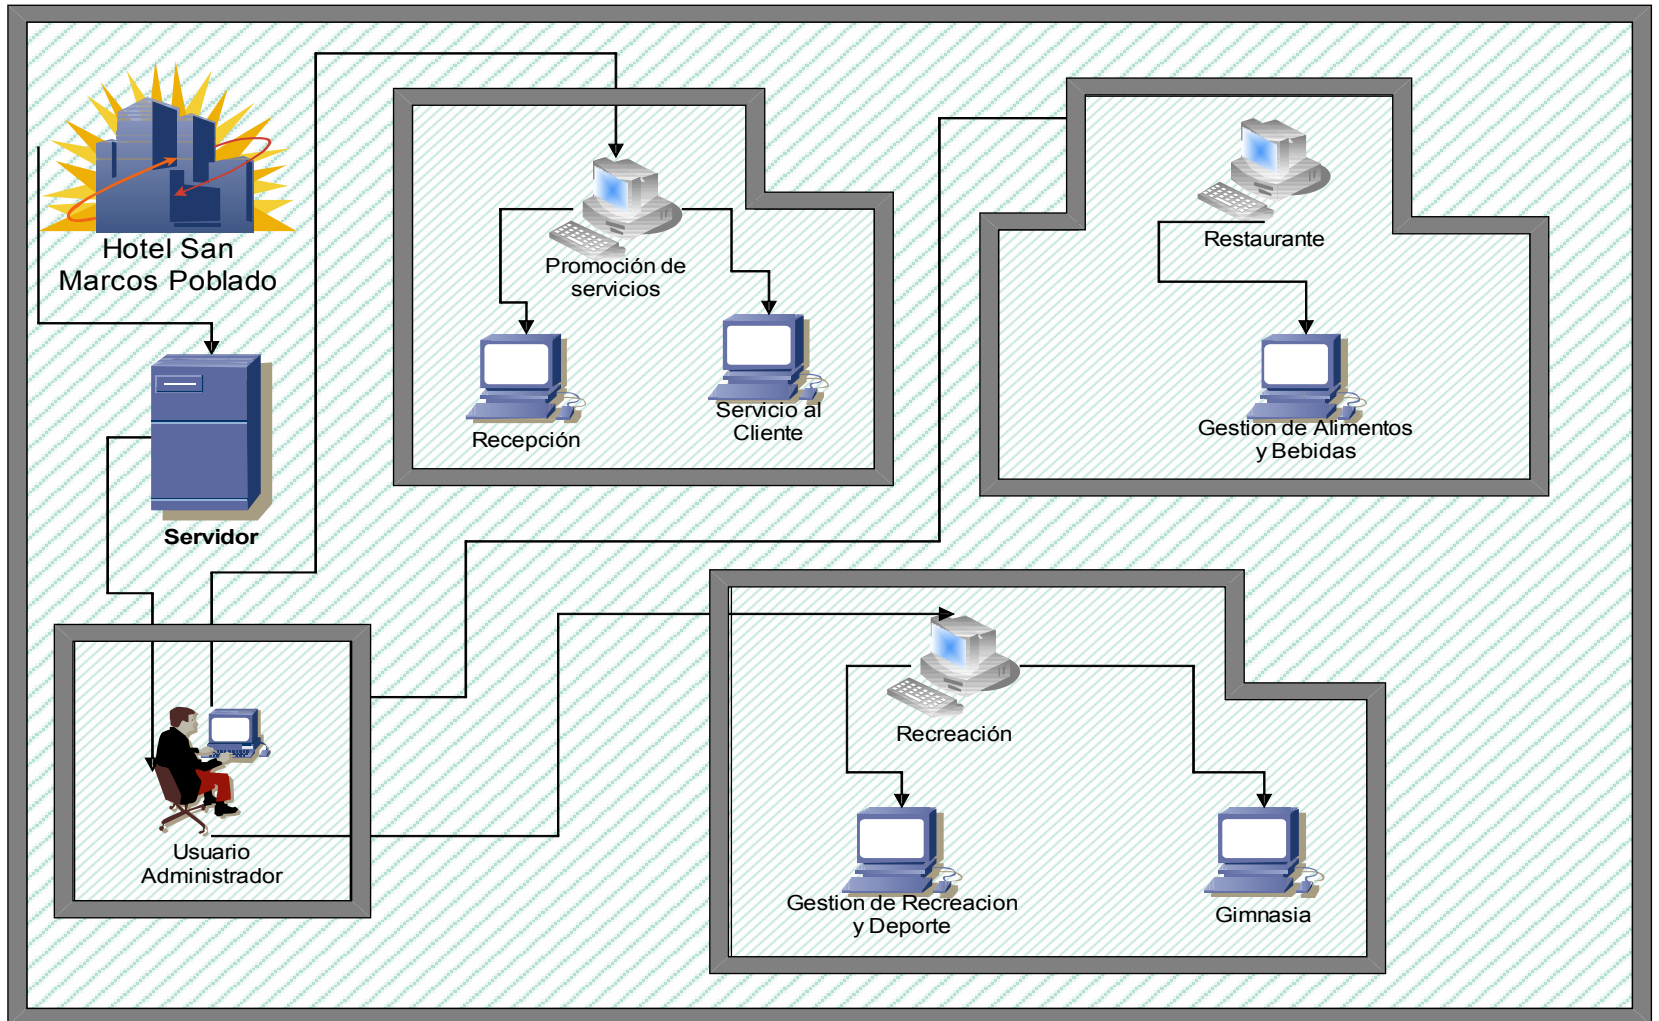 Hotel San
Marcos Poblado
Servidor
Promoción de
servicios
Recepción
Servicio al
Cliente
Restaurante
Gestion de Alimentos
y Bebidas
Usuario
Administrador
Recreación
Gestion de Recreacion
y Deporte
Gimnasia